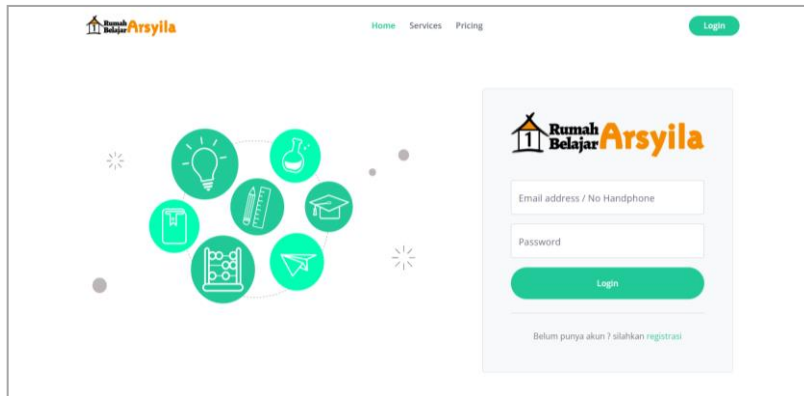 Rumah
Belajar Arsyila
Home Services Pricing
Login
1 Rumah
Belajar Arsyila
Email address / No Handphone
Password
Login
Belum punya akun ? silahkan registrasi